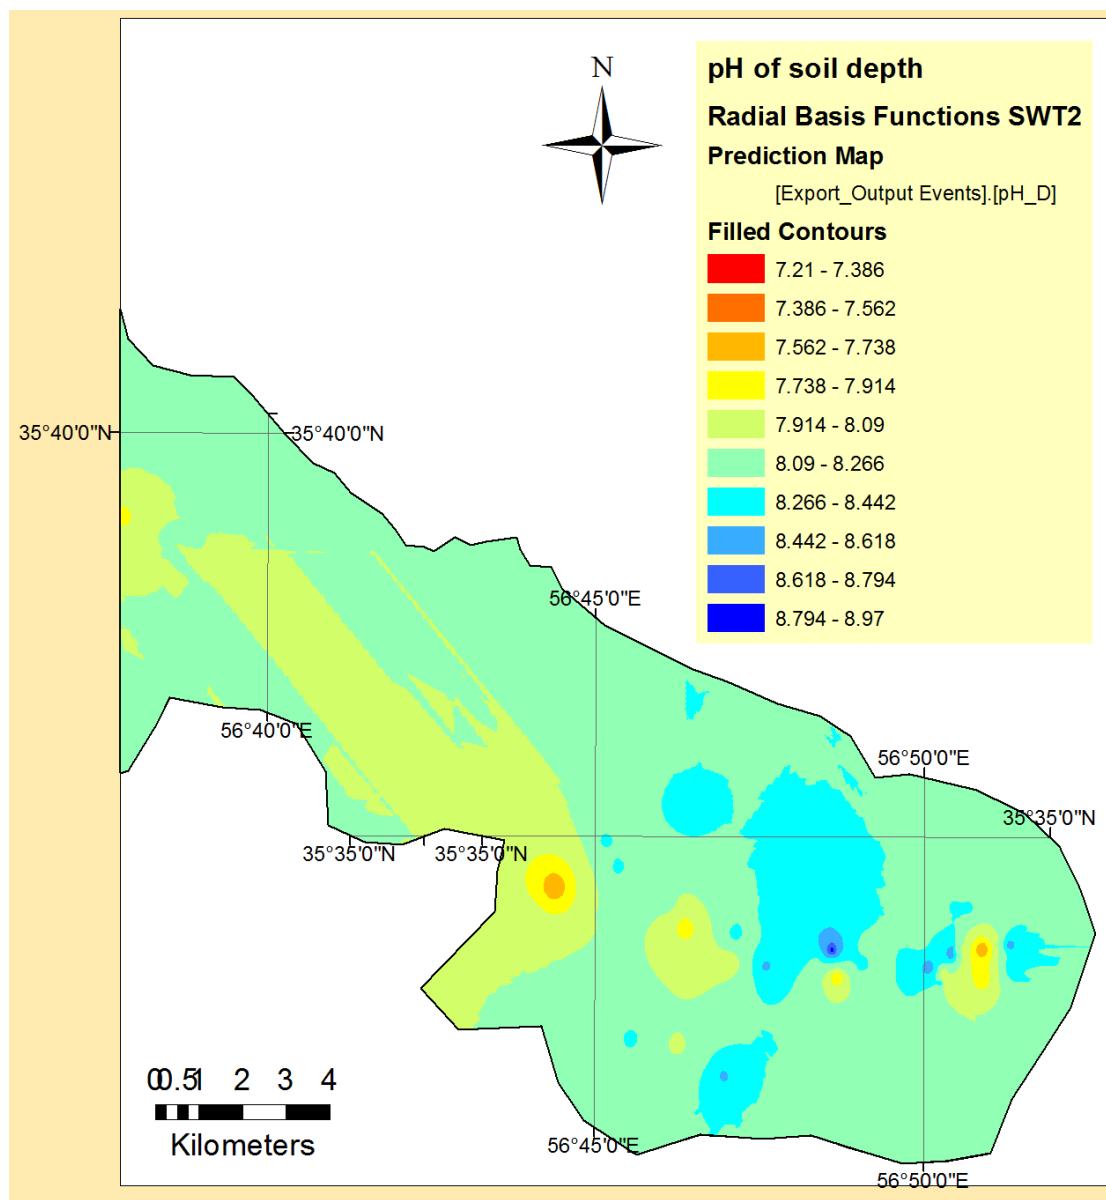 N
pH of soil depth
Radial Basis Functions SWT2
Prediction Map
[Export_Output Events].[pH_D]
Filled Contours
7.21 - 7.386
7.386 - 7.562
7.562 - 7.738
7.738 - 7.914
7.914 - 8.09
8.09 - 8.266
8.266 - 8.442
8.442 - 8.618
8.618 - 8.794
8.794 - 8.97
35°40'0"N
35°40'0"N
56°45'0"E
56°40'0"E
56°50'0"E
35°35'0"N
35°35'0"N
35°35'0"N
0 0.5 1 2 3 4
Kilometers
56°45'0"E
56°50'0"E